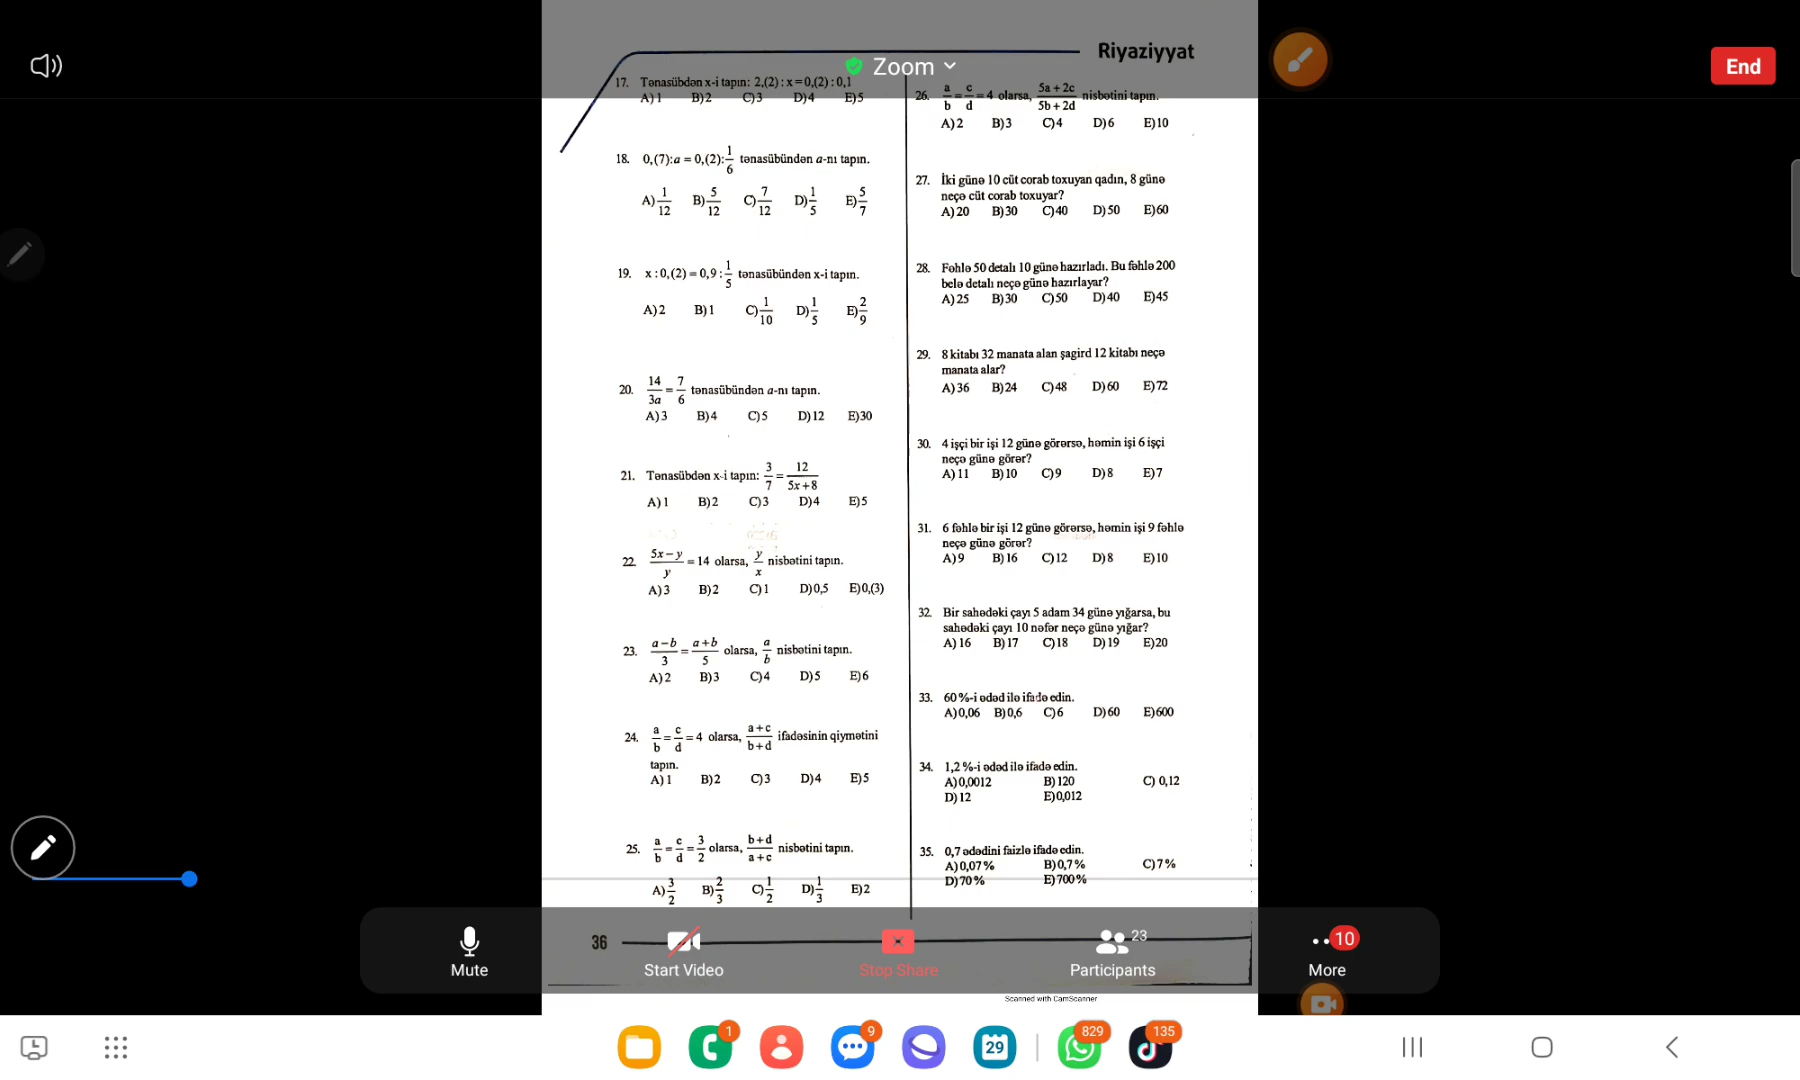 Riyaziyyat
Zoom
End
17. Tənasübdən x-i tapın: 2,(2) : x = 0,(2) : 0,1
A) 1 B) 2 C) 3 D) 4 E) 5
18. 0,(7):a = 0,(2):1/6 tənasübündən a-nı tapın.
A) 1/12 B) 5/12 C) 7/12 D) 1/5 E) 5/7
19. x : 0,(2) = 0,9 : 1/5 tənasübündən x-i tapın.
A) 2 B) 1 C) 1/10 D) 1/5 E) 2/9
20. 14/3a = 7/6 tənasübündən a-nı tapın.
A) 3 B) 4 C) 5 D) 12 E) 30
21. Tənasübdən x-i tapın: 3/7 = 12/5x+8
A) 1 B) 2 C) 3 D) 4 E) 5
22. 5x−y/y = 14 olarsa, y/x nisbətini tapın.
A) 3 B) 2 C) 1 D) 0,5 E) 0,(3)
23. a−b/3 = a+b/5 olarsa, a/b nisbətini tapın.
A) 2 B) 3 C) 4 D) 5 E) 6
24. a/b = c/d = 4 olarsa, a+c/b+d ifadəsinin qiymətini
tapın.
A) 1 B) 2 C) 3 D) 4 E) 5
25. a/b = c/d = 3/2 olarsa, b+d/a+c nisbətini tapın.
A) 3/2 B) 2/3 C) 1/2 D) 1/3 E) 2
26. a/b = c/d = 4 olarsa, 5a+2c/5b+2d nisbətini tapın.
A) 2 B) 3 C) 4 D) 6 E) 10
27. İki günə 10 cüt corab toxuyan qadın, 8 günə
neçə cüt corab toxuyar?
A) 20 B) 30 C) 40 D) 50 E) 60
28. Fəhlə 50 detalı 10 günə hazırladı. Bu fəhlə 200
belə detalı neçə günə hazırlayar?
A) 25 B) 30 C) 50 D) 40 E) 45
29. 8 kitabı 32 manata alan şagird 12 kitabı neçə
manata alar?
A) 36 B) 24 C) 48 D) 60 E) 72
30. 4 işçi bir işi 12 günə görərsə, həmin işi 6 işçi
neçə günə görər?
A) 11 B) 10 C) 9 D) 8 E) 7
31. 6 fəhlə bir işi 12 günə görərsə, həmin işi 9 fəhlə
neçə günə görər?
A) 9 B) 16 C) 12 D) 8 E) 10
32. Bir sahədəki çayı 5 adam 34 günə yığarsa, bu
sahədəki çayı 10 nəfər neçə günə yığar?
A) 16 B) 17 C) 18 D) 19 E) 20
33. 60 %-i ədəd ilə ifadə edin.
A) 0,06 B) 0,6 C) 6 D) 60 E) 600
34. 1,2 %-i ədəd ilə ifadə edin.
A) 0,0012 B) 120 C) 0,12
D) 12 E) 0,012
35. 0,7 ədədini faizlə ifadə edin.
A) 0,07 % B) 0,7 % C) 7 %
D) 70 % E) 700 %
36
Mute
Start Video
Stop Share
23
Participants
10
More
Scanned with CamScanner
1
9
29
829
135